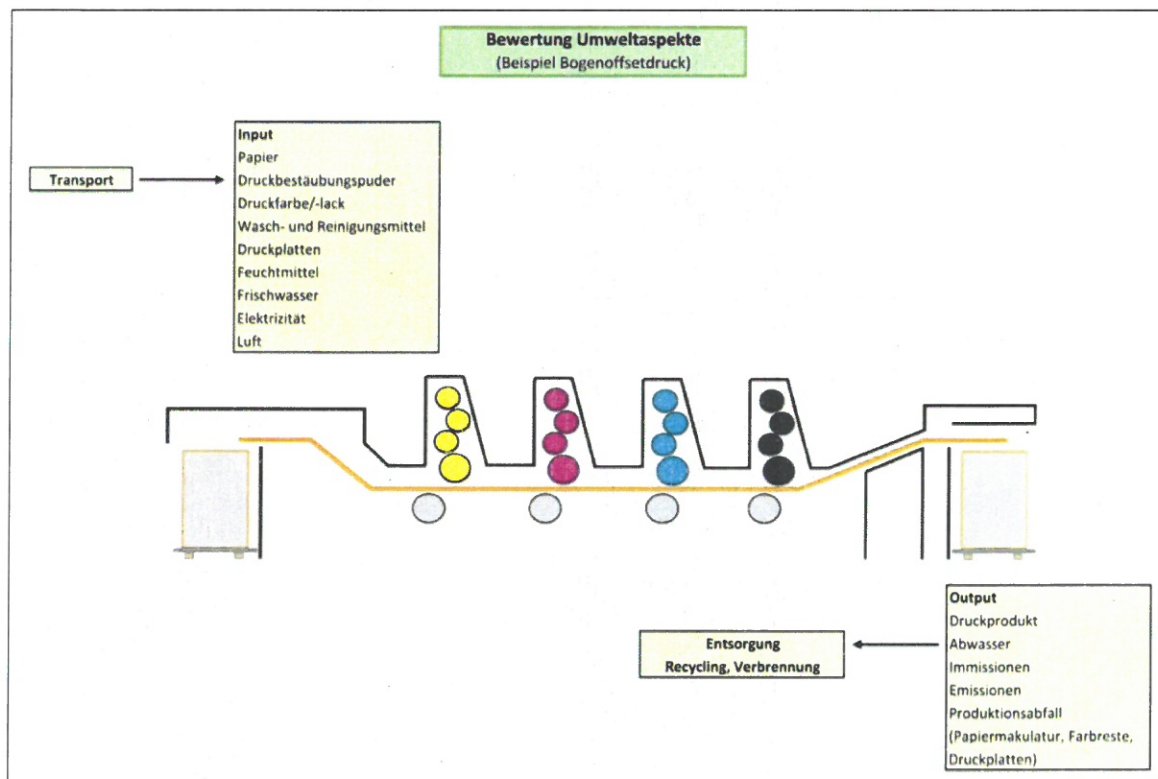 Bewertung Umweltaspekte
(Beispiel Bogenoffsetdruck)
Transport
Input
Papier
Druckbestäubungspuder
Druckfarbe/-lack
Wasch- und Reinigungsmittel
Druckplatten
Feuchtmittel
Frischwasser
Elektrizität
Luft
Entsorgung
Recycling, Verbrennung
Output
Druckprodukt
Abwasser
Immissionen
Emissionen
Produktionsabfall
(Papiermakulatur, Farbreste,
Druckplatten)